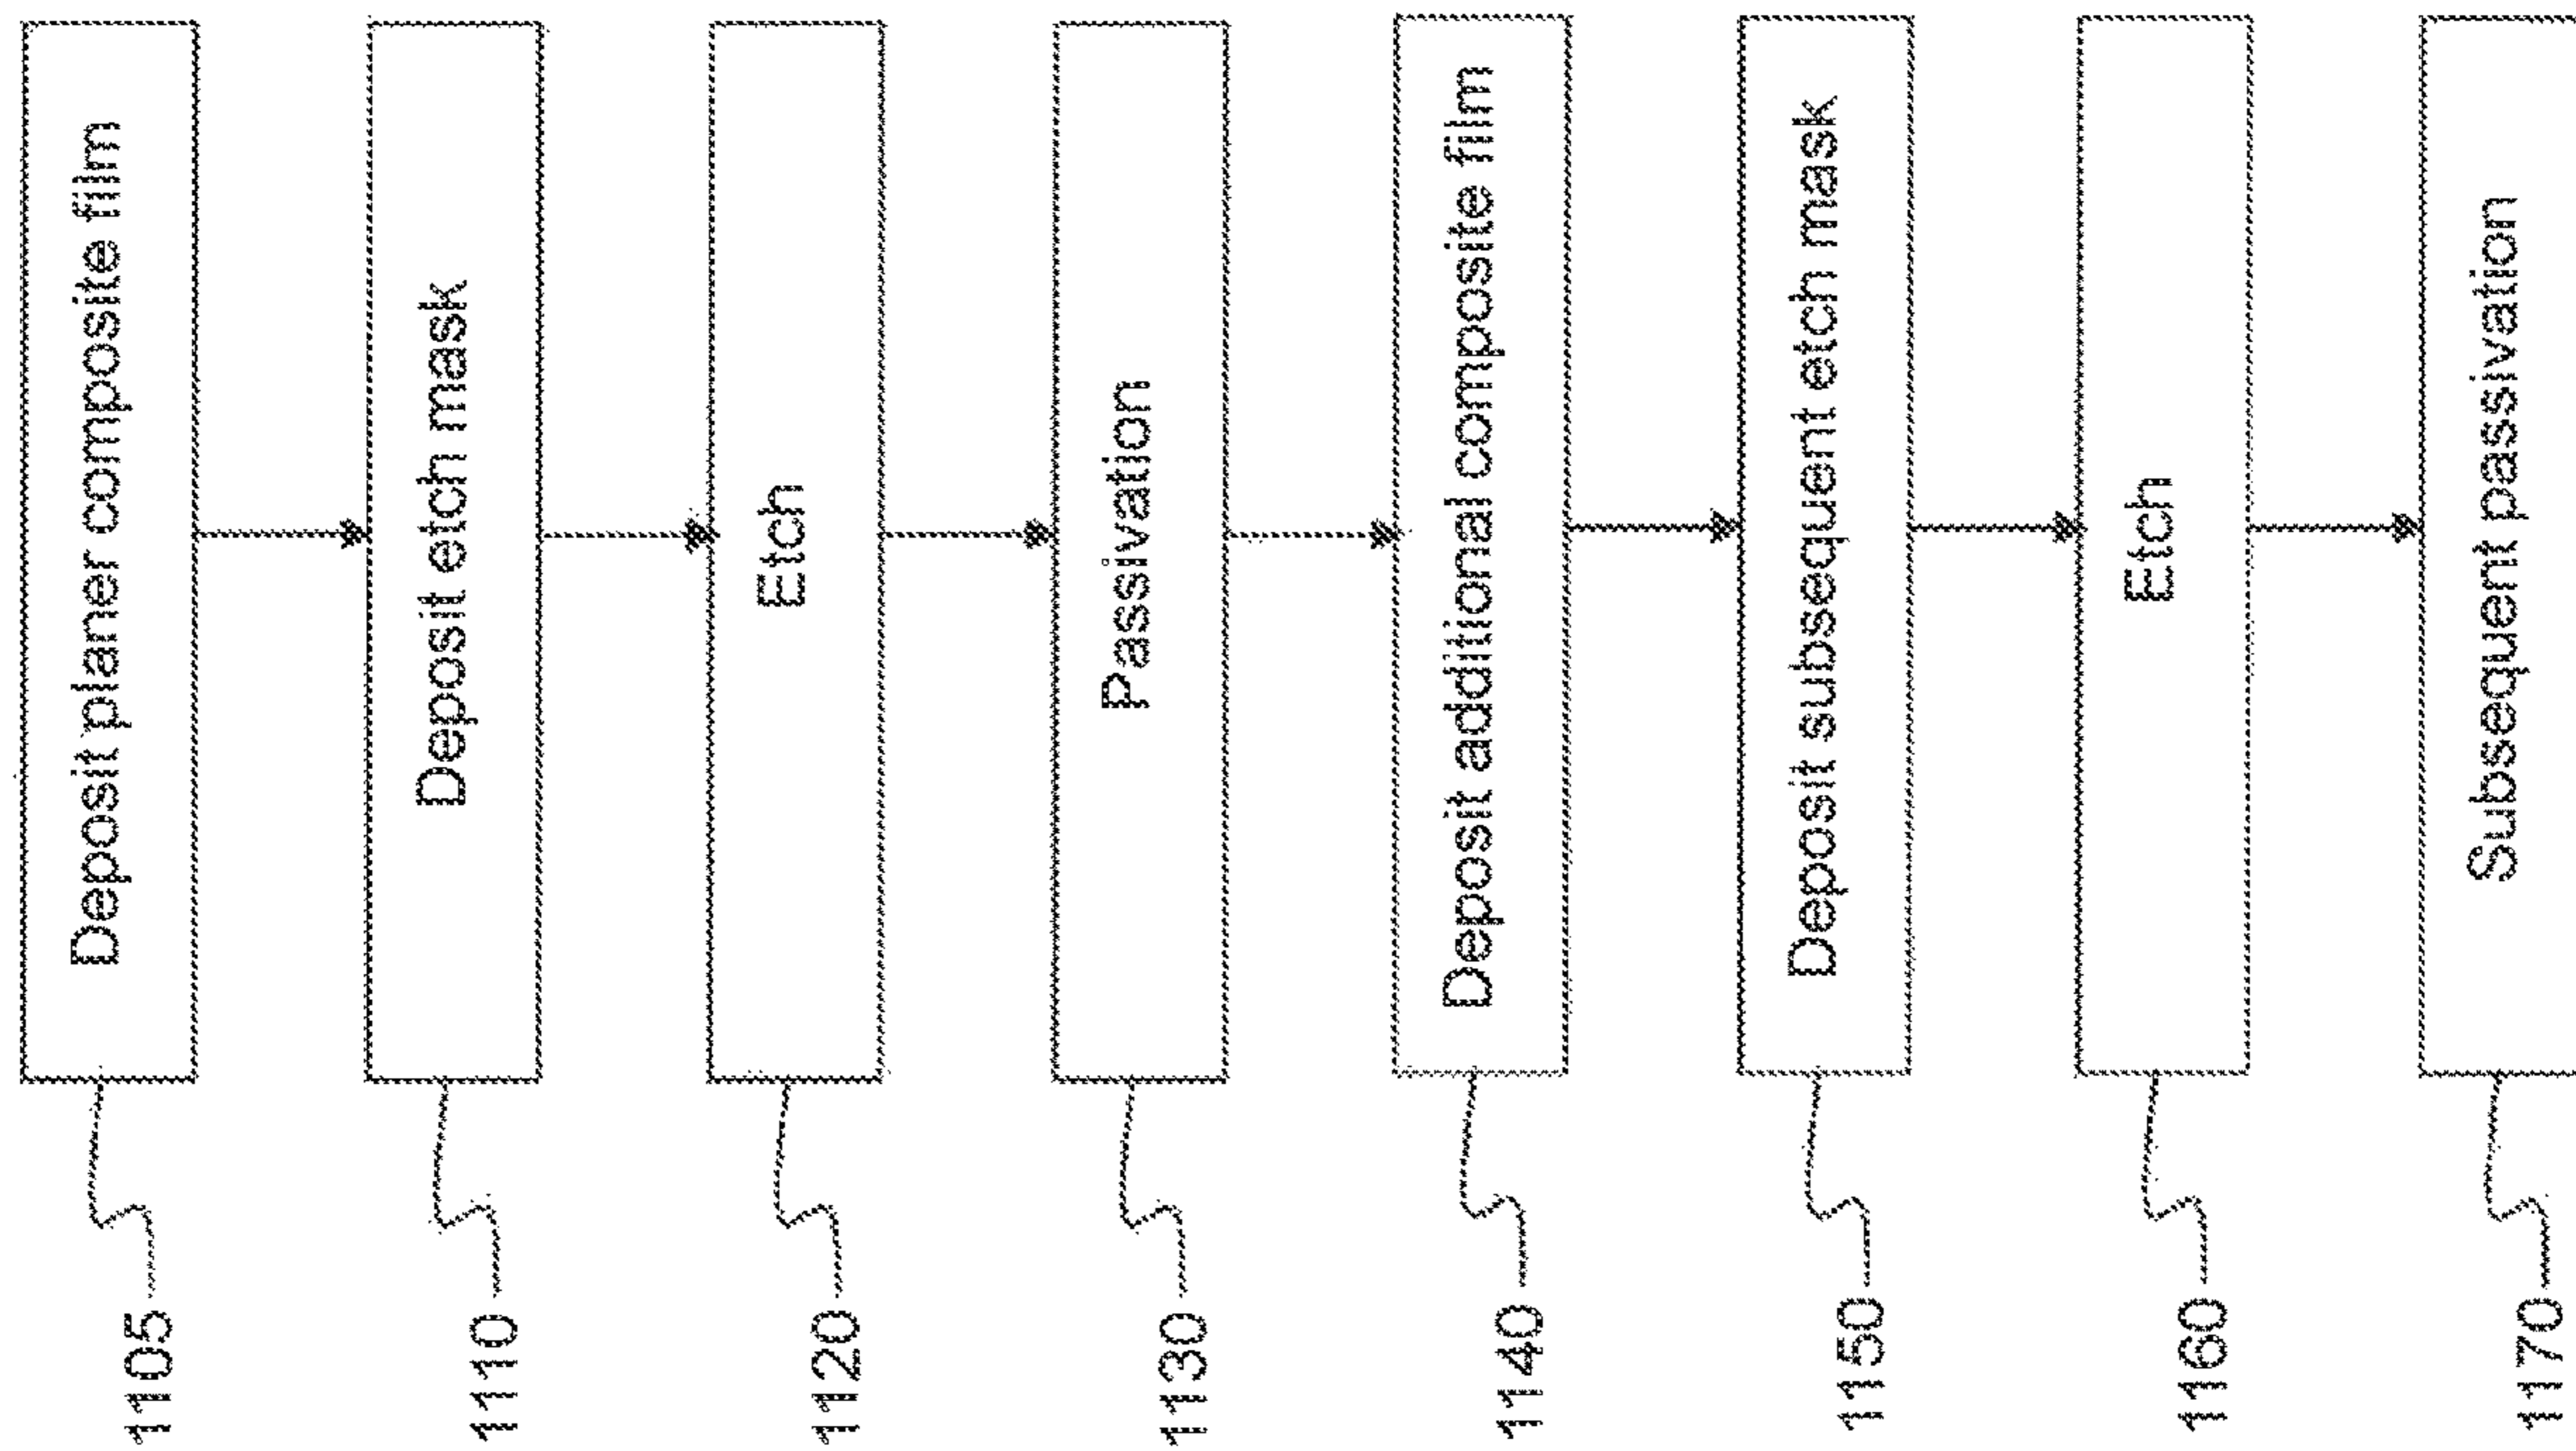 1105 Deposit planer composite film
1110 Deposit etch mask
1120 Etch
1130 Passivation
1140 Deposit additional composite film
1150 Deposit subsequent etch mask
1160 Etch
1170 Subsequent passivation